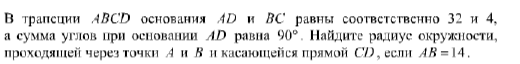 В трапеции ABCD основания AD и BC равны соответственно 32 и 4,
а сумма углов при основании AD равна 90°. Найдите радиус окружности,
проходящей через точки A и B и касающейся прямой CD, если AB = 14.